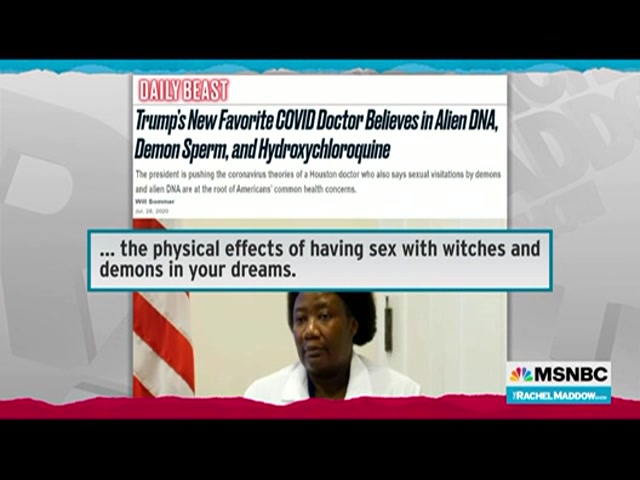 DAILY BEAST
Trump's New Favorite COVID Doctor Believes in Alien DNA,
Demon Sperm, and Hydroxychloroquine
The president is pushing the coronavirus theories of a Houston doctor who also says sexual visitations by demons
and alien DNA are at the root of Americans' common health concerns.
Will Sommer
Jul. 28, 2020
... the physical effects of having sex with witches and
demons in your dreams.
MSNBC
THE RACHEL MADDOW SHOW